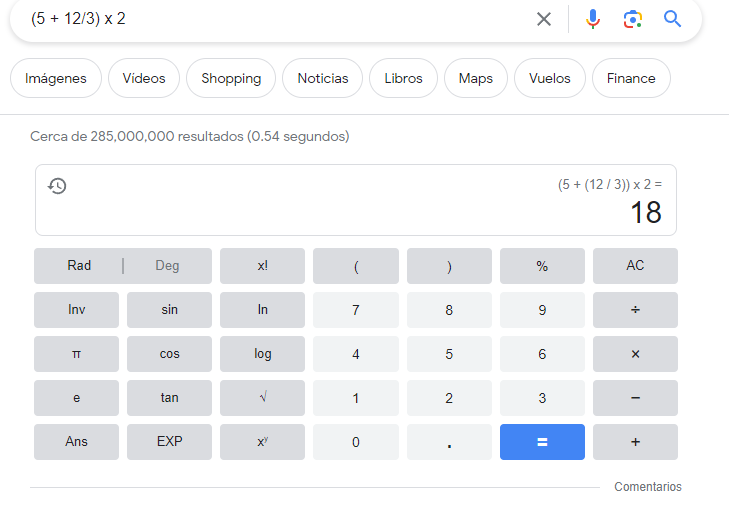 (5 + 12/3) x 2
Imágenes Vídeos Shopping Noticias Libros Maps Vuelos Finance
Cerca de 285,000,000 resultados (0.54 segundos)
(5 + (12 / 3)) x 2 =
18
Rad | Deg x! ( ) % AC
Inv sin ln 7 8 9 ÷
π cos log 4 5 6 ×
e tan √ 1 2 3 −
Ans EXP xʸ 0 . = +
Comentarios